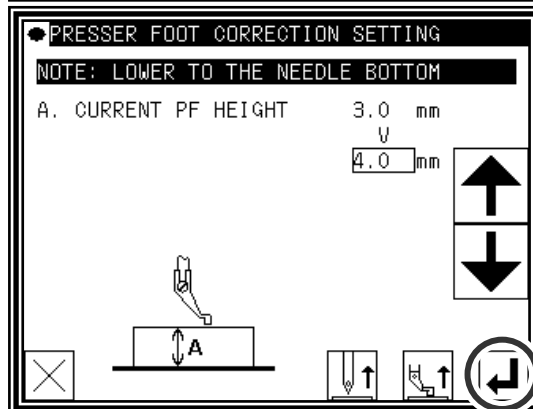 PRESSER FOOT CORRECTION SETTING
NOTE: LOWER TO THE NEEDLE BOTTOM
A. CURRENT PF HEIGHT 3.0 mm
V
4.0 mm
A